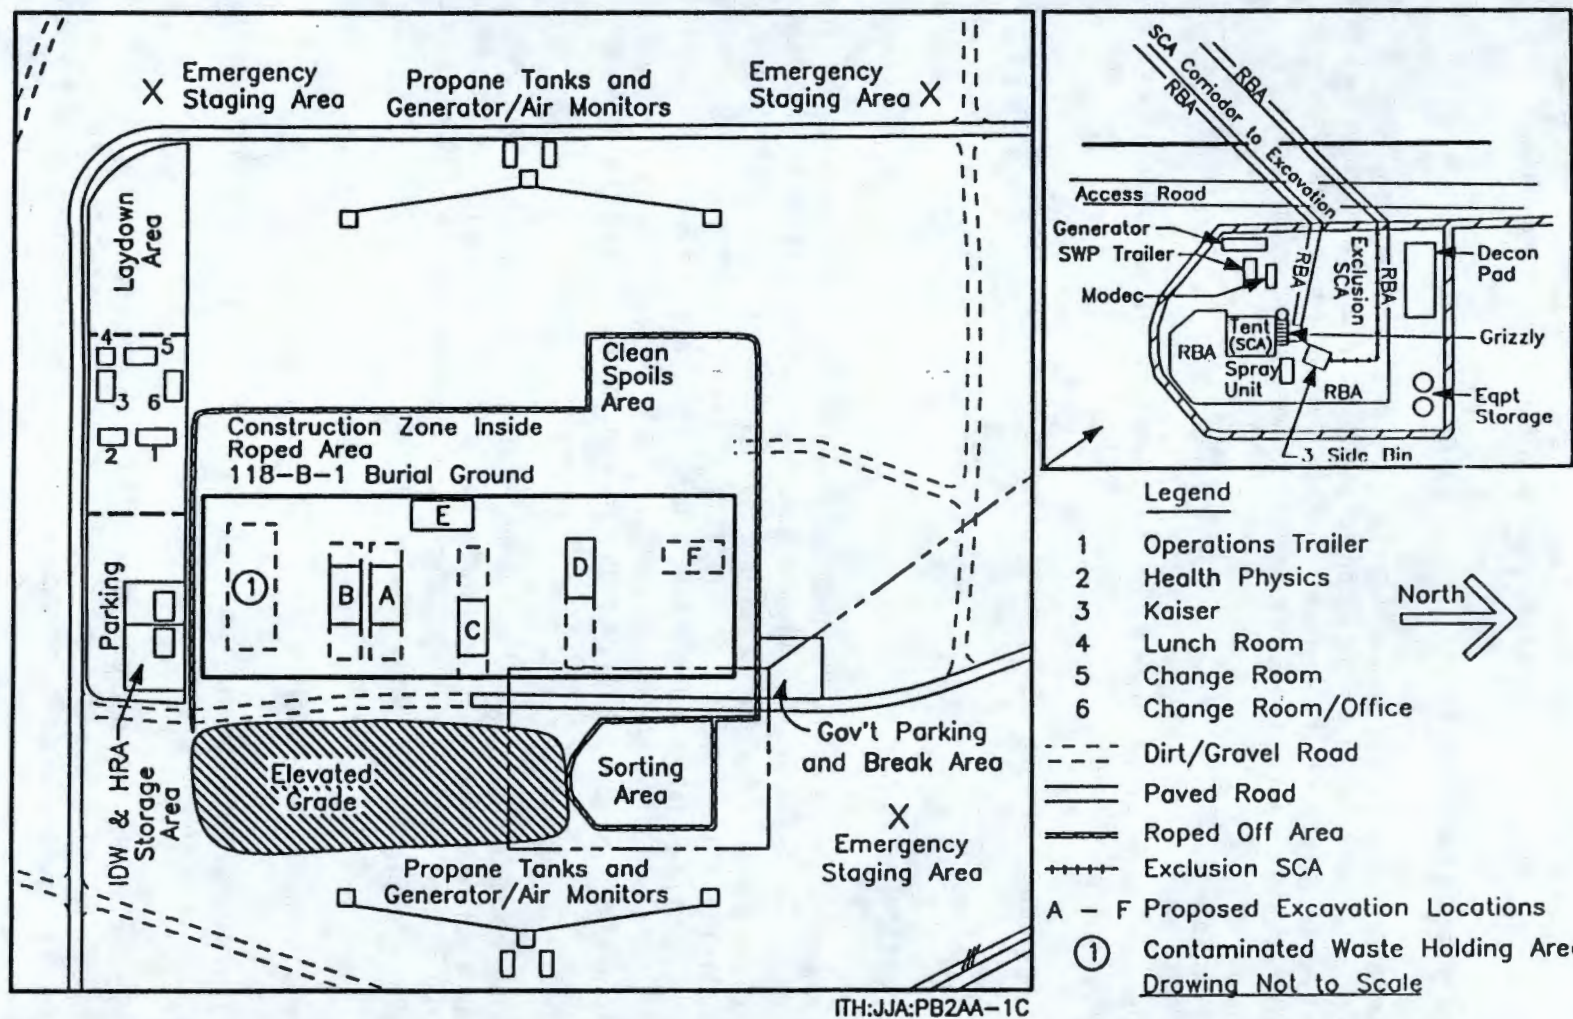 Emergency
Staging Area
Propane Tanks and
Generator/Air Monitors
Emergency
Staging Area
Laydown
Area
4
5
3
6
2
1
Clean
Spoils
Area
Construction Zone Inside
Roped Area
118-B-1 Burial Ground
E
1
B
A
C
D
F
Parking
IDW & HRA
Storage
Area
Elevated
Grade
Sorting
Area
Gov't Parking
and Break Area
Emergency
Staging Area
Propane Tanks and
Generator/Air Monitors
ITH:JJA:PB2AA-1C
SCA Corriodor to Excavation
RBA
RBA
Access Road
Generator
SWP Trailer
Modec
RBA
Exclusion
SCA
RBA
Decon
Pad
Tent
(SCA)
Grizzly
RBA
Spray
Unit
RBA
Eqpt
Storage
3 Side Bin
Legend
1 Operations Trailer
2 Health Physics
3 Kaiser
4 Lunch Room
5 Change Room
6 Change Room/Office
North
Dirt/Gravel Road
Paved Road
Roped Off Area
Exclusion SCA
A - F Proposed Excavation Locations
1 Contaminated Waste Holding Area
Drawing Not to Scale